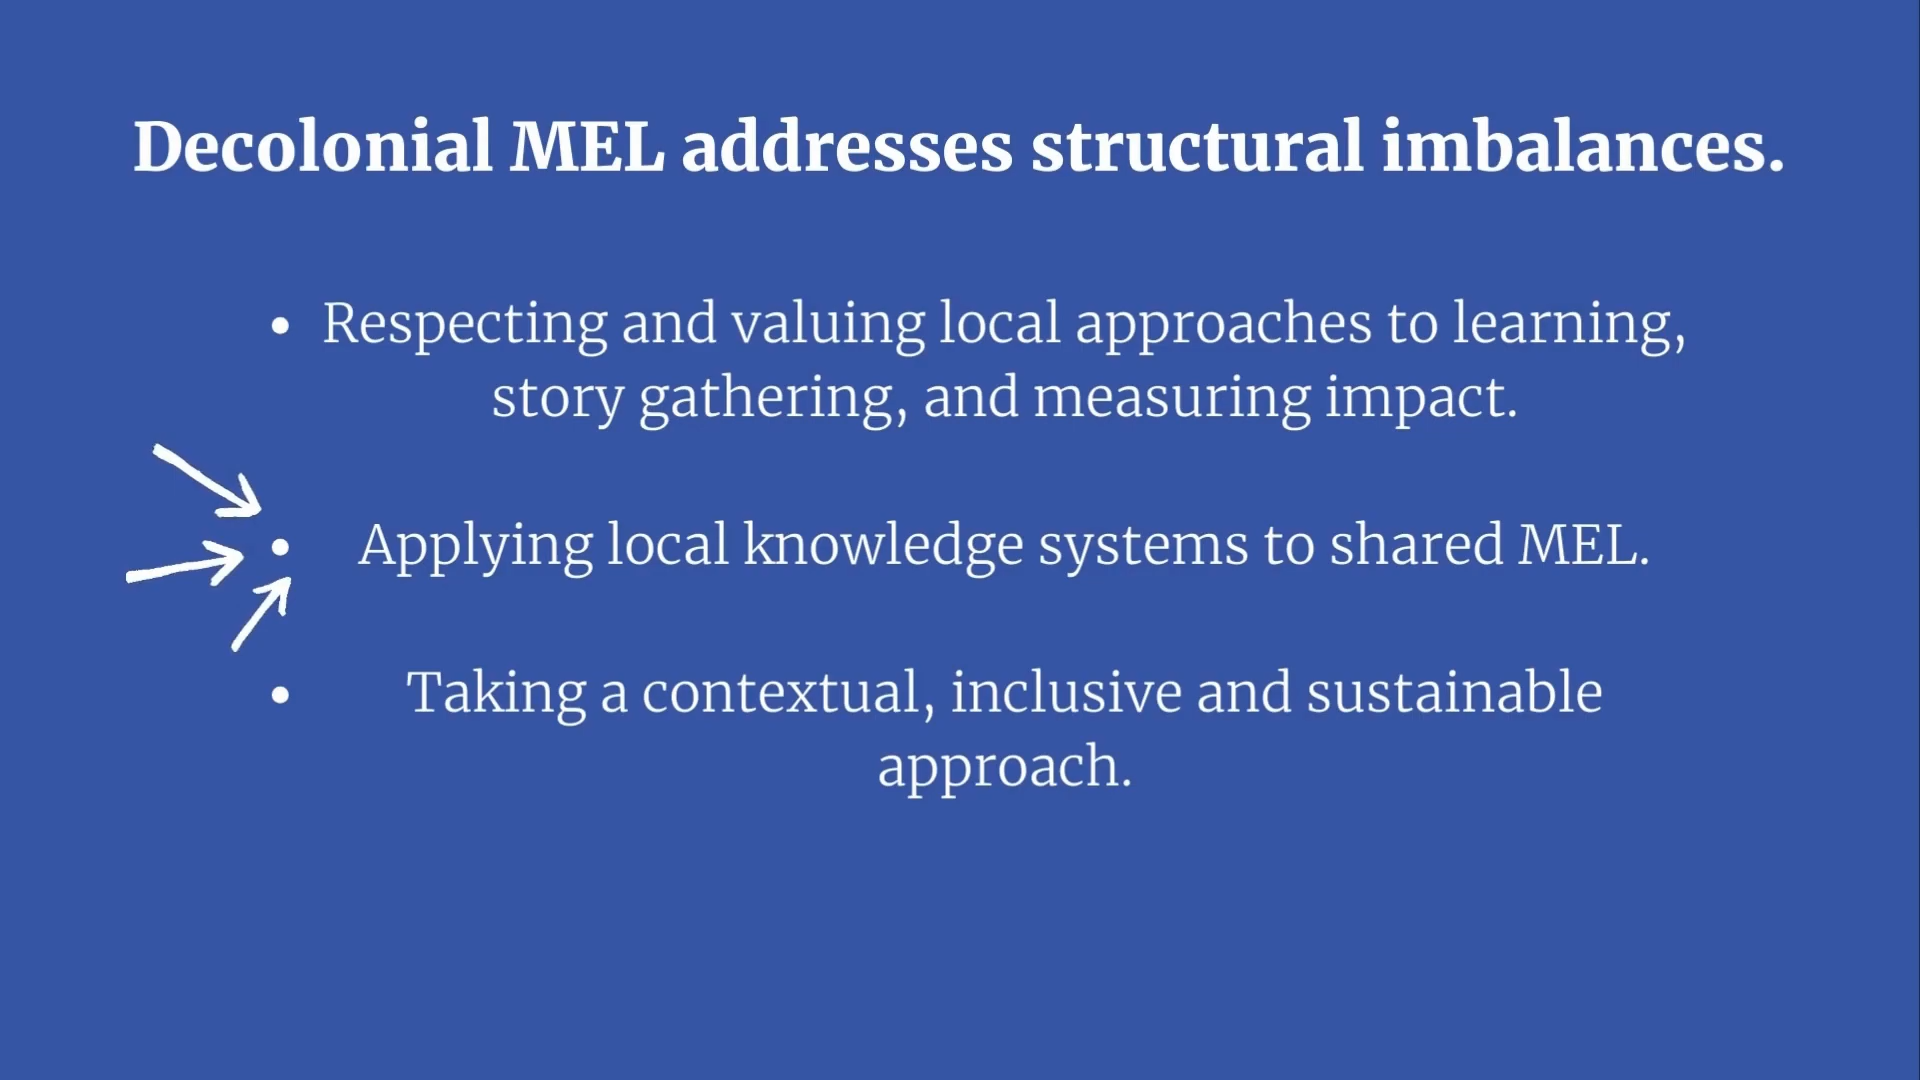 Decolonial MEL addresses structural imbalances.
• Respecting and valuing local approaches to learning,
story gathering, and measuring impact.
• Applying local knowledge systems to shared MEL.
• Taking a contextual, inclusive and sustainable
approach.